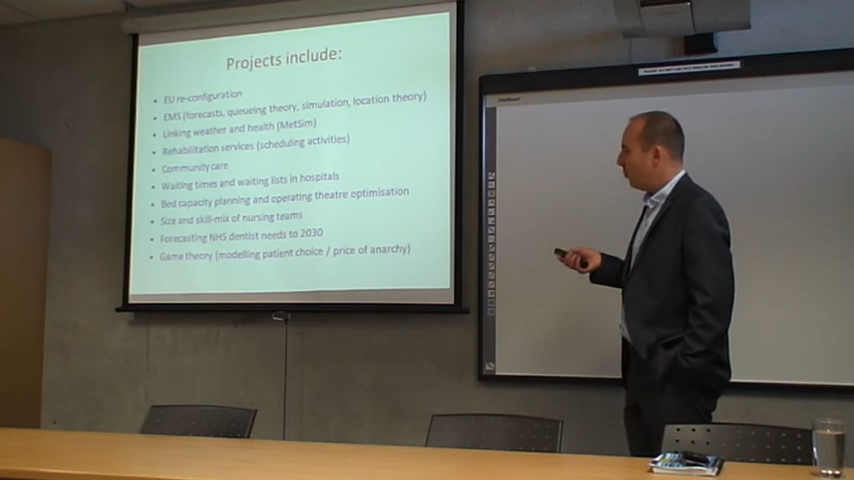 Projects include:
• EU re-configuration
• EMS (forecasts, queueing theory, simulation, location theory)
• Linking weather and health (MetSim)
• Rehabilitation services (scheduling activities)
• Community care
• Waiting times and waiting lists in hospitals
• Bed capacity planning and operating theatre optimisation
• Size and skill-mix of nursing teams
• Forecasting NHS dentist needs to 2030
• Game theory (modelling patient choice / price of anarchy)